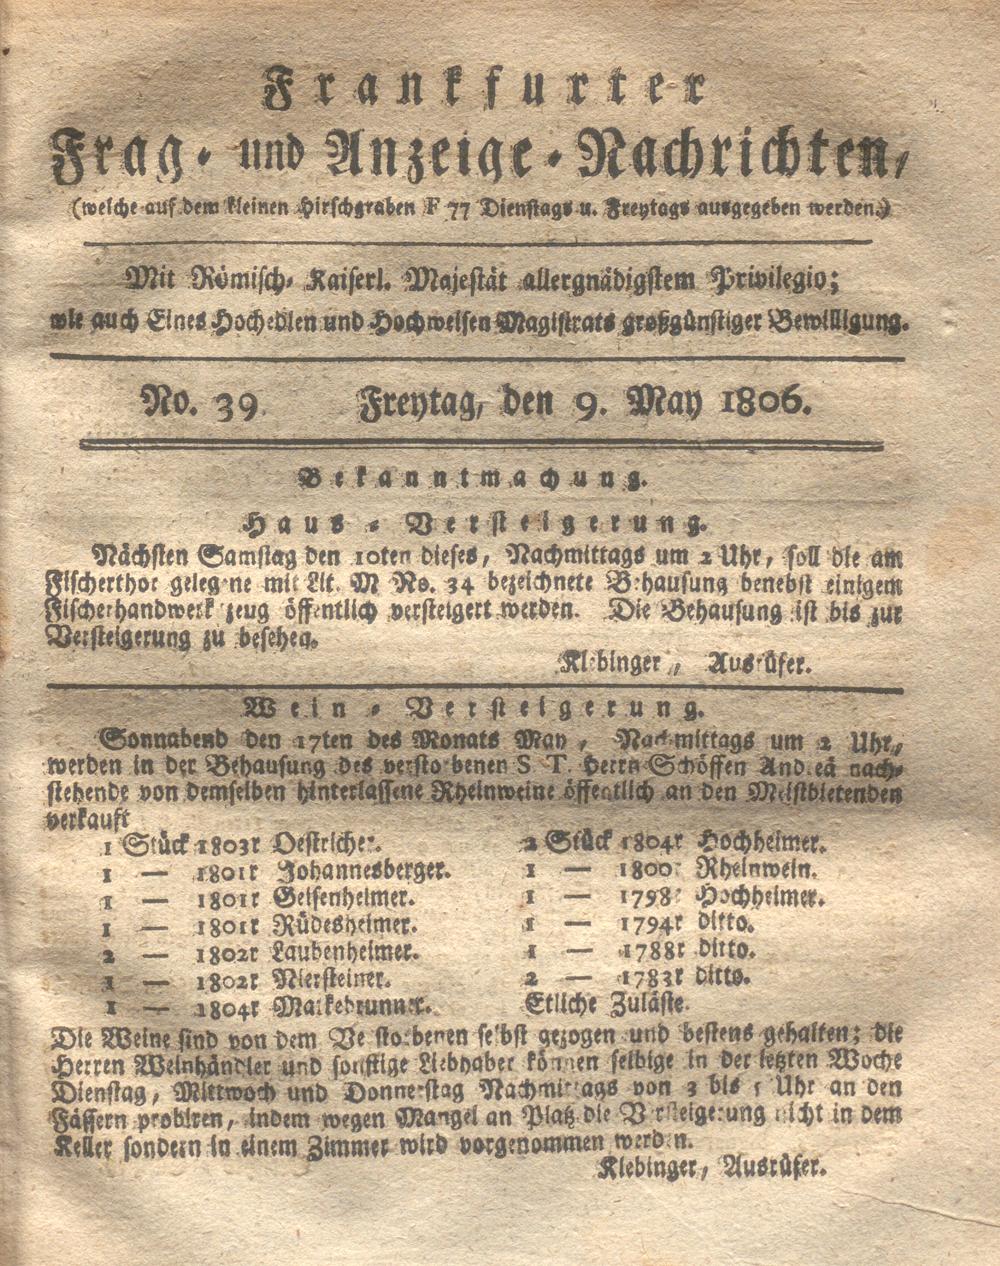 Frankfurter
Frag- und Anzeige-Nachrichten,
(welche auf dem kleinen Hirschgraben F 77 Dienstags u. Freytags ausgegeben werden.)
Mit Römisch-Kaiserl. Majestät allergnädigstem Privilegio;
wie auch Eines Hochedlen und Hochweisen Magistrats großgünstiger Bewilligung.
No. 39 Freytag, den 9. May 1806.
Bekanntmachung.
Haus-Versteigerung.
Nächsten Samstag den 10ten dieses, Nachmittags um 2 Uhr, soll die am
Fischerthor gelegene mit Lit. M No. 34 bezeichnete Behausung benebst einigem
Fischerhandwerkzeug öffentlich versteigert werden. Die Behausung ist bis zur
Versteigerung zu besehen.
Klebinger, Ausrüfer.
Wein-Versteigerung.
Sonnabend den 17ten des Monats May, Nachmittags um 2 Uhr,
werden in der Behausung des verstorbenen S. T. Herrn Schöffen Andreä nach-
stehende von demselben hinterlassene Rheinweine öffentlich an den Meistbietenden
verkauft
1 Stück 1803r Oestricher. 2 Stück 1804r Hochheimer.
1 — 1801r Johannesberger. 1 — 1800r Rheinwein.
1 — 1801r Geisenheimer. 1 — 1798r Hochheimer.
1 — 1801r Rüdesheimer. 1 — 1794r ditto.
2 — 1802r Laubenheimer. 1 — 1788r ditto.
1 — 1802r Niersteiner. 2 — 1783r ditto.
1 — 1804r Markebrunner. Etliche Zuläste.
Die Weine sind von dem Verstorbenen selbst gezogen und bestens gehalten; die
Herren Weinhändler und sonstige Liebhaber können selbige in der letzten Woche
Dienstag, Mittwoch und Donnerstag Nachmittags von 3 bis 5 Uhr an den
Fässern probiren, indem wegen Mangel an Platz die Versteigerung nicht in dem
Keller sondern in einem Zimmer wird vorgenommen werden.
Klebinger, Ausrüfer.